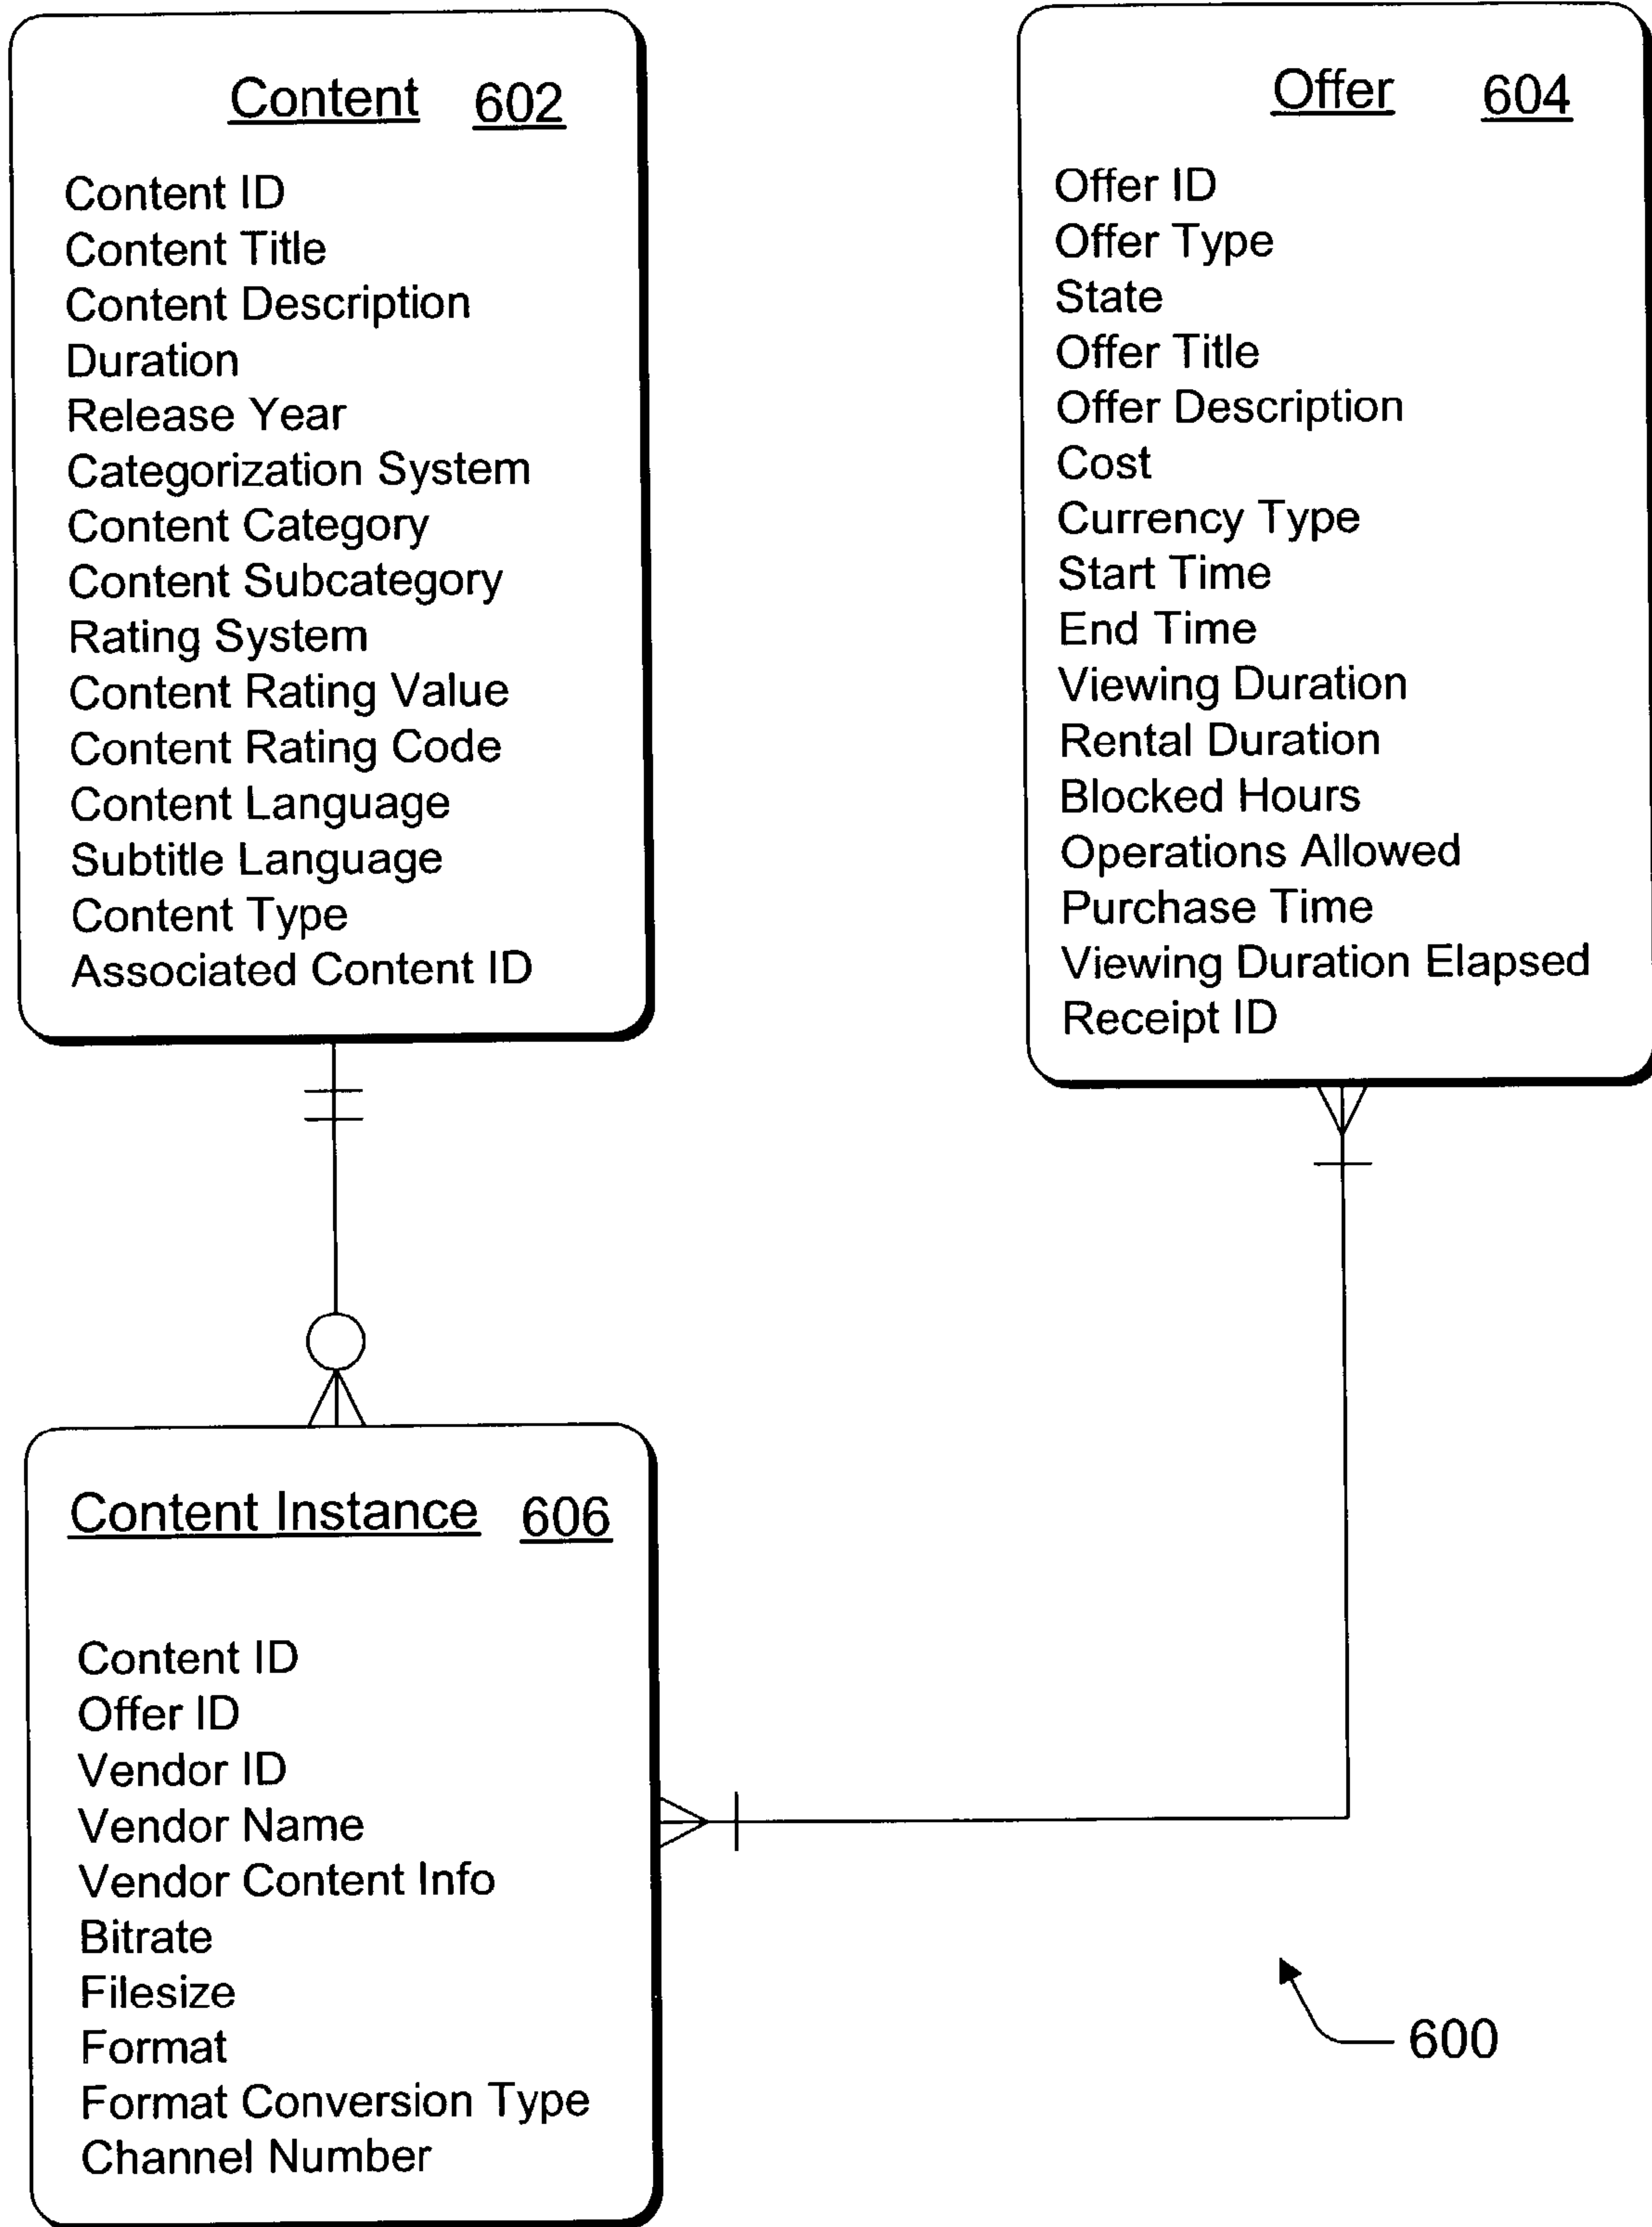 Content 602
Content ID
Content Title
Content Description
Duration
Release Year
Categorization System
Content Category
Content Subcategory
Rating System
Content Rating Value
Content Rating Code
Content Language
Subtitle Language
Content Type
Associated Content ID
Offer 604
Offer ID
Offer Type
State
Offer Title
Offer Description
Cost
Currency Type
Start Time
End Time
Viewing Duration
Rental Duration
Blocked Hours
Operations Allowed
Purchase Time
Viewing Duration Elapsed
Receipt ID
Content Instance 606
Content ID
Offer ID
Vendor ID
Vendor Name
Vendor Content Info
Bitrate
Filesize
Format
Format Conversion Type
Channel Number
600